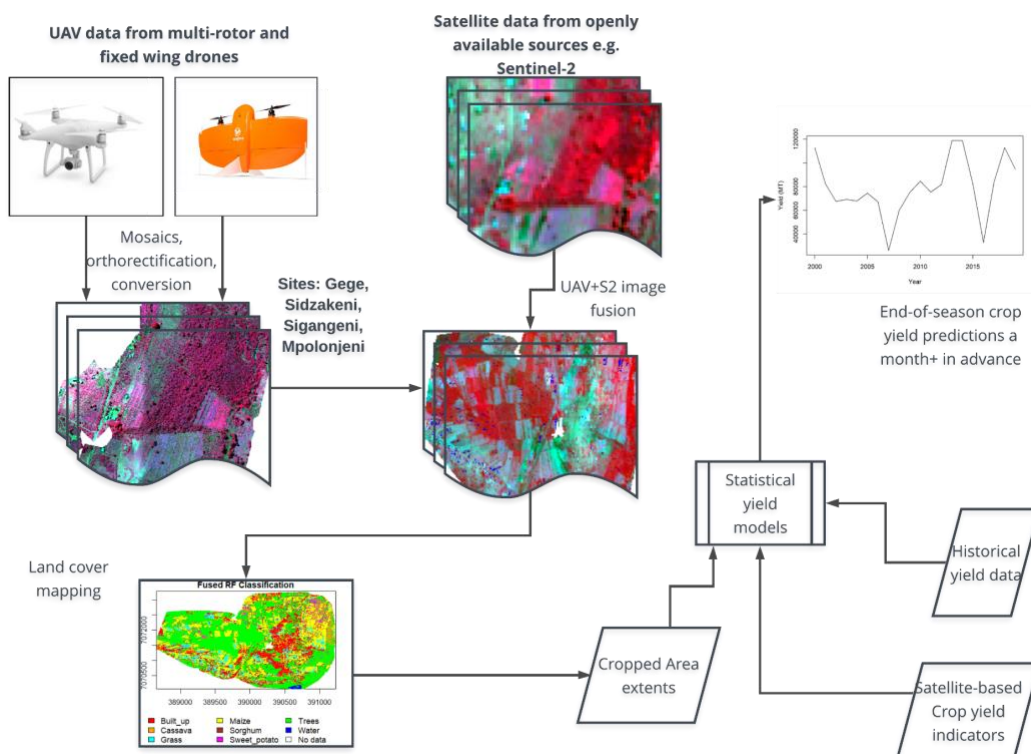 UAV data from multi-rotor and
fixed wing drones
Satellite data from openly
available sources e.g.
Sentinel-2
Mosaics,
orthorectification,
conversion
Sites: Gege,
Sidzakeni,
Sigangeni,
Mpolonjeni
UAV+S2 image
fusion
Yield (MT)
120000
80000
60000
40000
2000
2005
2010
2015
Year
End-of-season crop
yield predictions a
month+ in advance
Statistical
yield
models
Historical
yield data
Satellite-based
Crop yield
indicators
Cropped Area
extents
Land cover
mapping
Fused RF Classification
7072500
7070500
389000
389500
390000
390500
391000
Built_up
Maize
Trees
Cassava
Sorghum
Water
Grass
Sweet_potato
No data